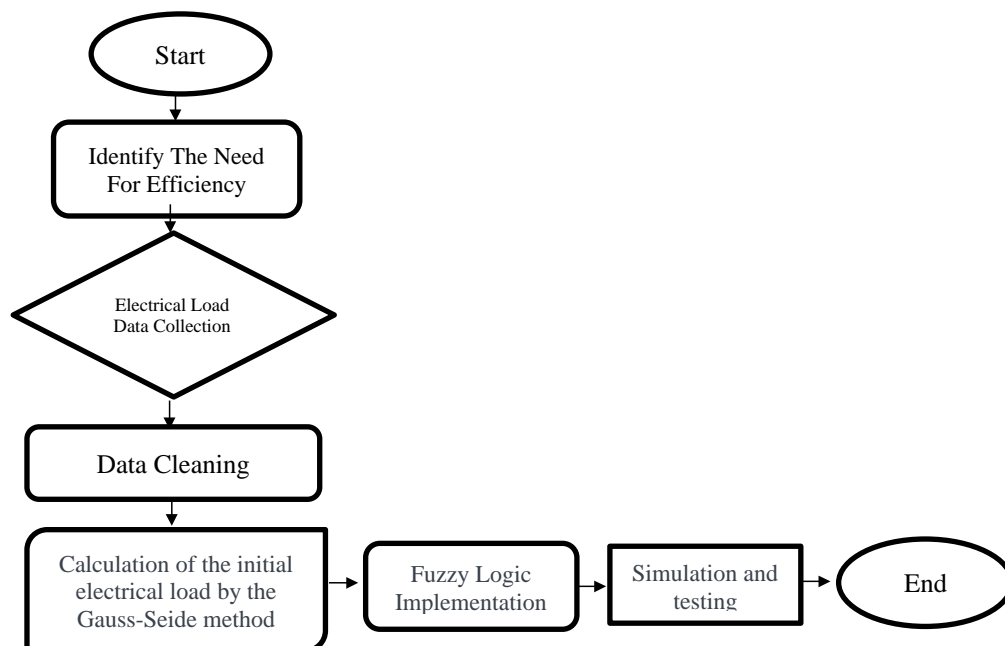 Start
Identify The Need
For Efficiency
Electrical Load
Data Collection
Data Cleaning
Calculation of the initial
electrical load by the
Gauss-Seide method
Fuzzy Logic
Implementation
Simulation and
testing
End